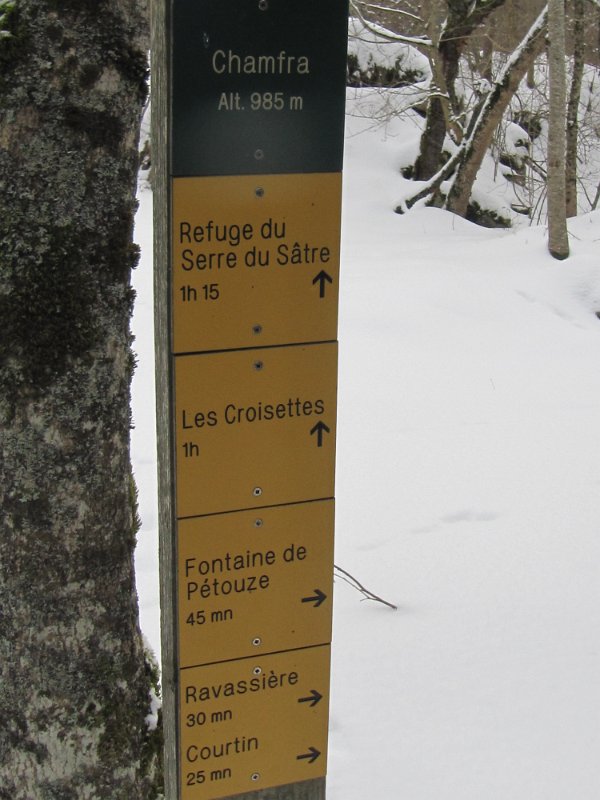 Chamfra
Alt. 985 m
Refuge du
Serre du Sâtre
1h 15 ↑
Les Croisettes
1h ↑
Fontaine de
Pétouze →
45 mn
Ravassière →
30 mn
Courtin →
25 mn